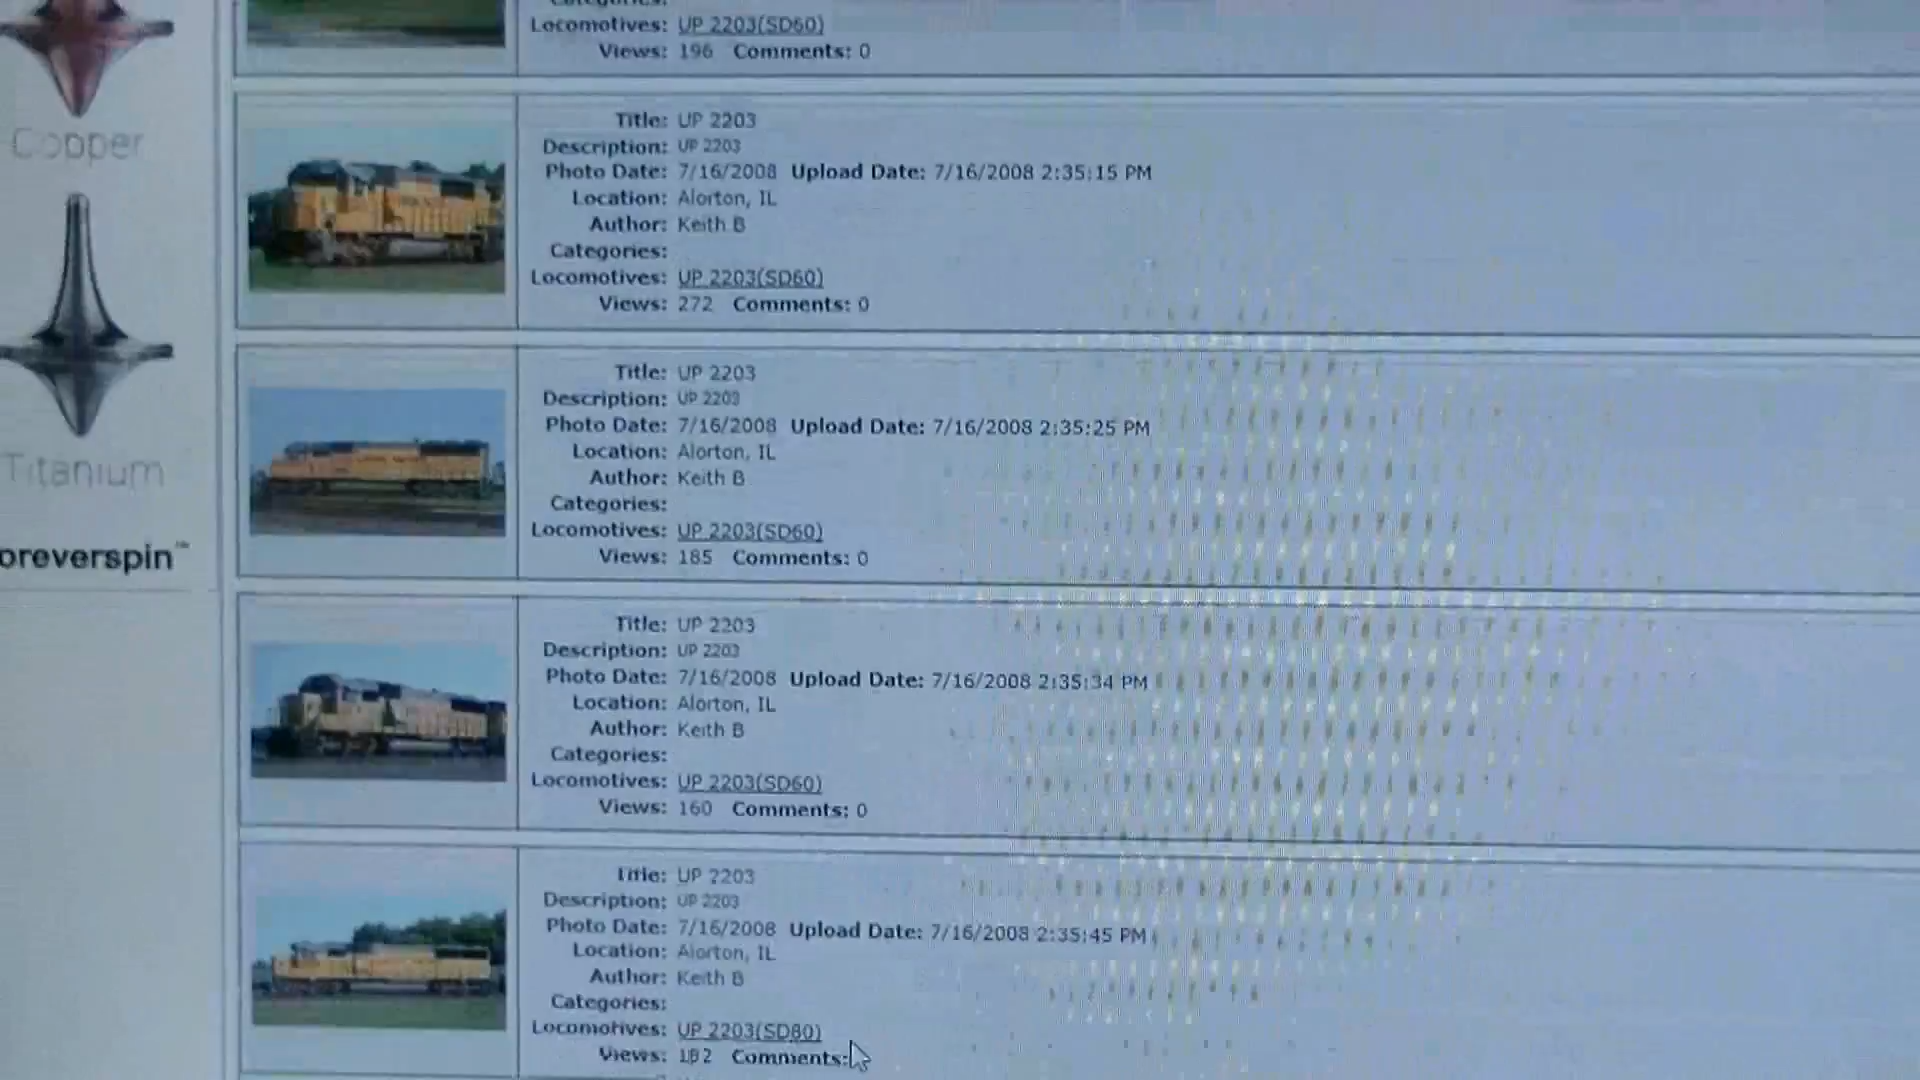 Locomotives: UP 2203(SD60)
Views: 196 Comments: 0
Copper
Titanium
oreverspin™
Title: UP 2203
Description: UP 2203
Photo Date: 7/16/2008 Upload Date: 7/16/2008 2:35:15 PM
Location: Alorton, IL
Author: Keith B
Categories:
Locomotives: UP 2203(SD60)
Views: 272 Comments: 0
Title: UP 2203
Description: UP 2203
Photo Date: 7/16/2008 Upload Date: 7/16/2008 2:35:25 PM
Location: Alorton, IL
Author: Keith B
Categories:
Locomotives: UP 2203(SD60)
Views: 185 Comments: 0
Title: UP 2203
Description: UP 2203
Photo Date: 7/16/2008 Upload Date: 7/16/2008 2:35:34 PM
Location: Alorton, IL
Author: Keith B
Categories:
Locomotives: UP 2203(SD60)
Views: 160 Comments: 0
Title: UP 2203
Description: UP 2203
Photo Date: 7/16/2008 Upload Date: 7/16/2008 2:35:45 PM
Location: Alorton, IL
Author: Keith B
Categories:
Locomotives: UP 2203(SD60)
Views: Comments: